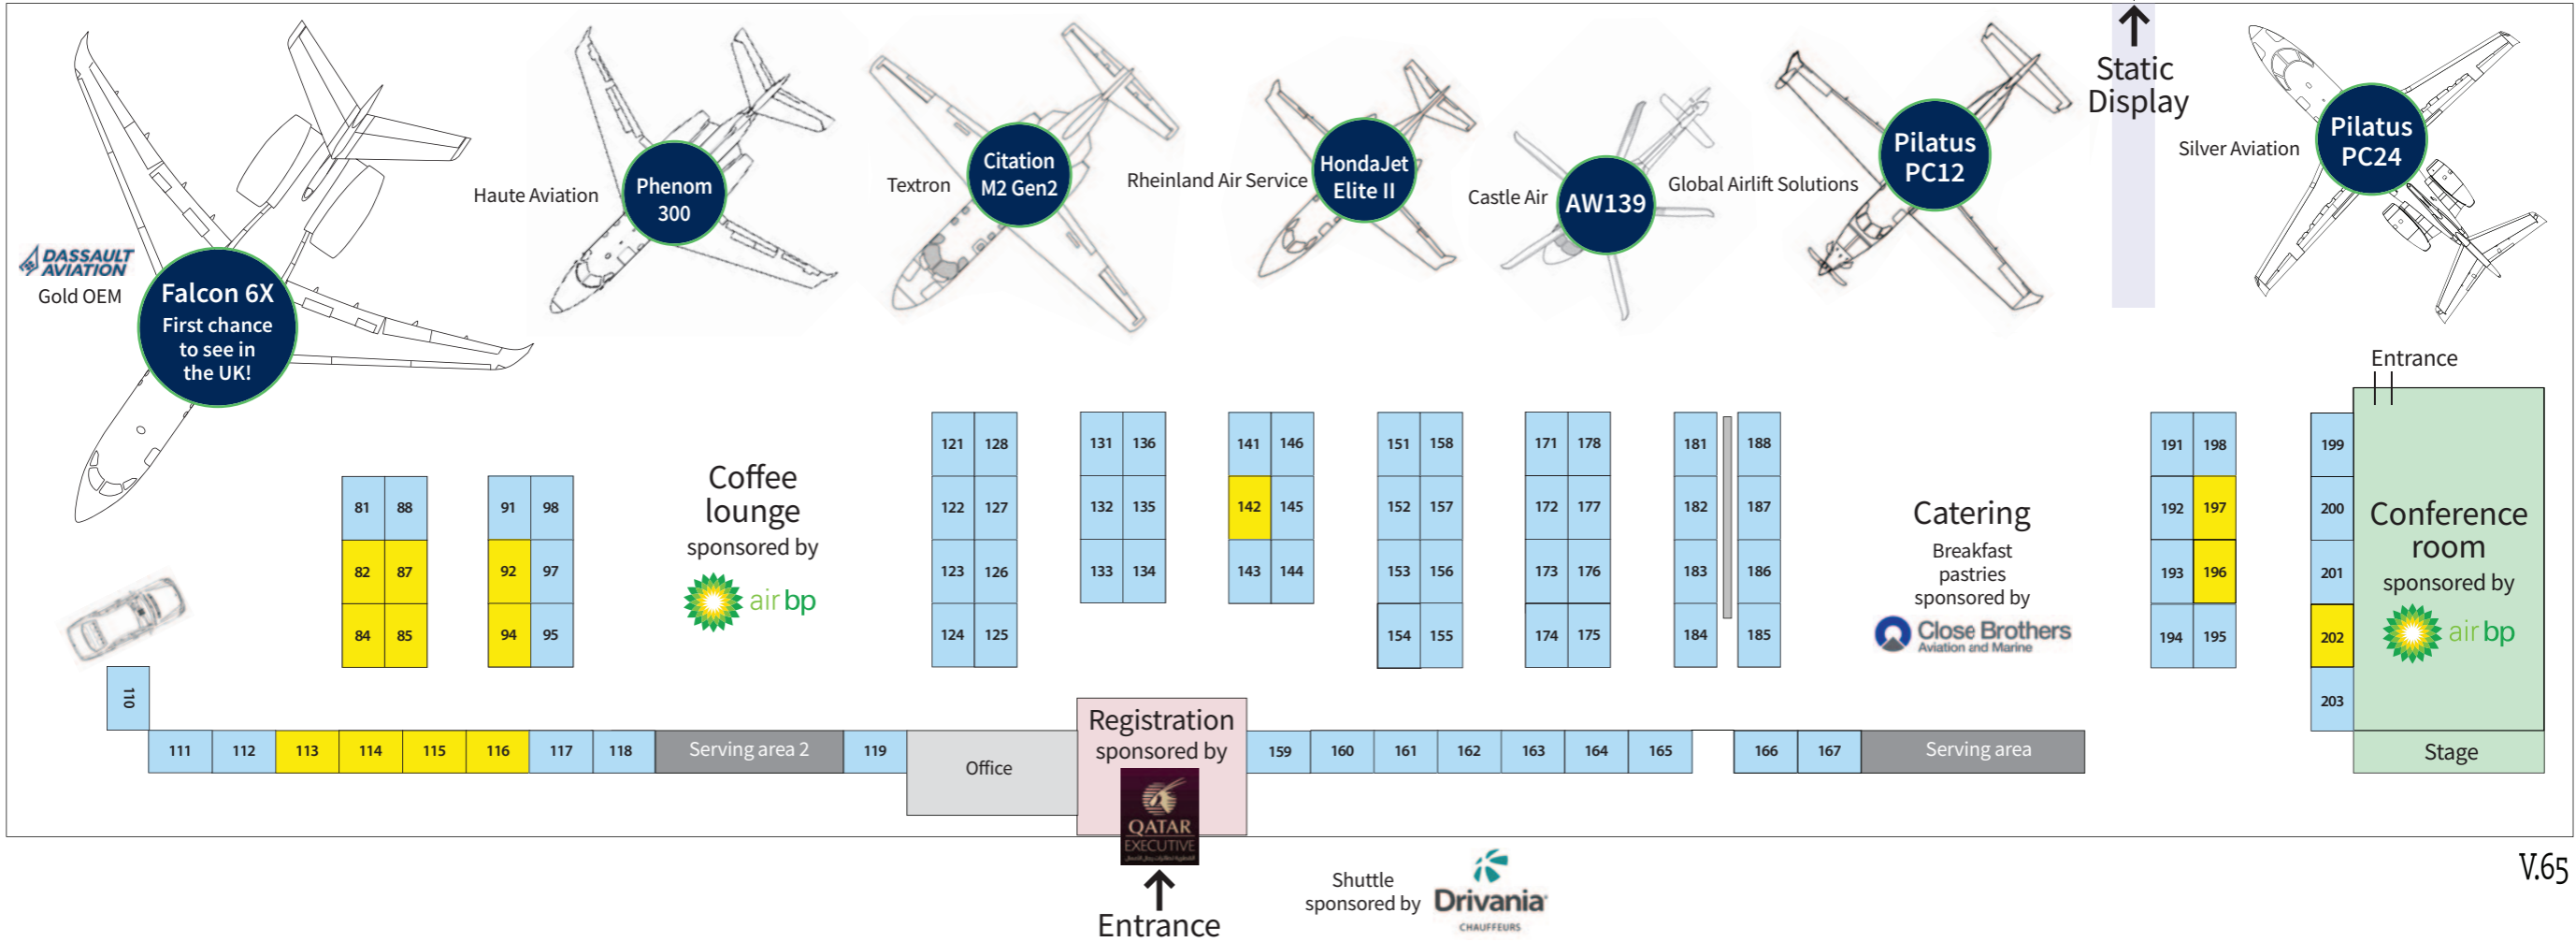 Static
Display
DASSAULT
AVIATION
Gold OEM
Falcon 6X
First chance
to see in
the UK!
Haute Aviation
Phenom
300
Textron
Citation
M2 Gen2
Rheinland Air Service
HondaJet
Elite II
Castle Air
AW139
Global Airlift Solutions
Pilatus
PC12
Silver Aviation
Pilatus
PC24
Entrance
81 88
82 87
84 85
91 98
92 97
94 95
Coffee
lounge
sponsored by
air bp
121 128
122 127
123 126
124 125
131 136
132 135
133 134
141 146
142 145
143 144
151 158
152 157
153 156
154 155
171 178
172 177
173 176
174 175
181 188
182 187
183 186
184 185
Catering
Breakfast
pastries
sponsored by
Close Brothers
Aviation and Marine
191 198
192 197
193 196
194 195
199
200
201
202
203
Conference
room
sponsored by
air bp
Stage
110
111 112 113 114 115 116 117 118 Serving area 2 119
Office
Registration
sponsored by
QATAR
EXECUTIVE
159 160 161 162 163 164 165 166 167 Serving area
Entrance
Shuttle
sponsored by
Drivania
CHAUFFEURS
V.65